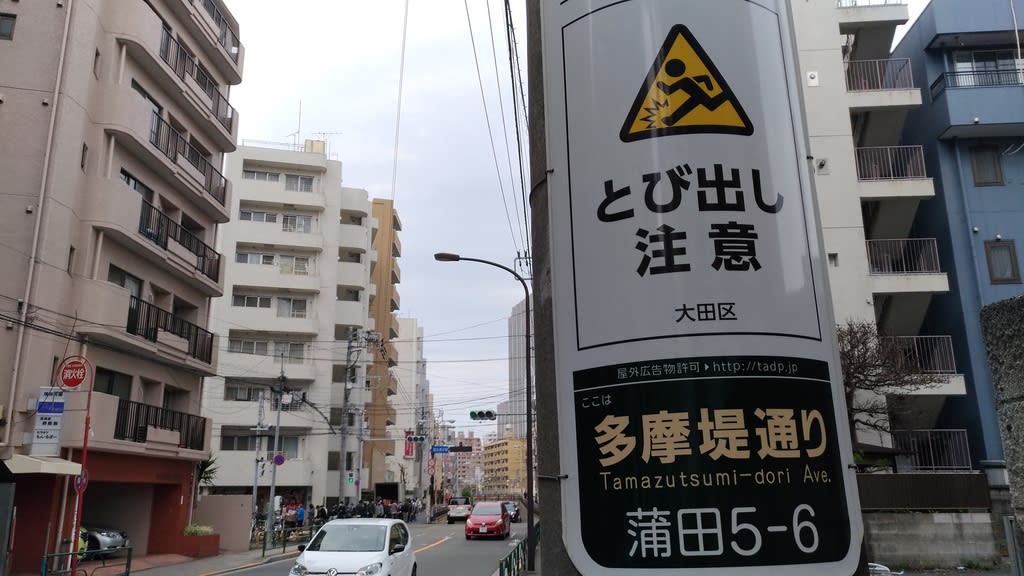 とび出し
注意
大田区
屋外広告物許可▶http://tadp.jp
ここは
多摩堤通り
Tamazutsumi-dori Ave.
蒲田5-6
消火栓